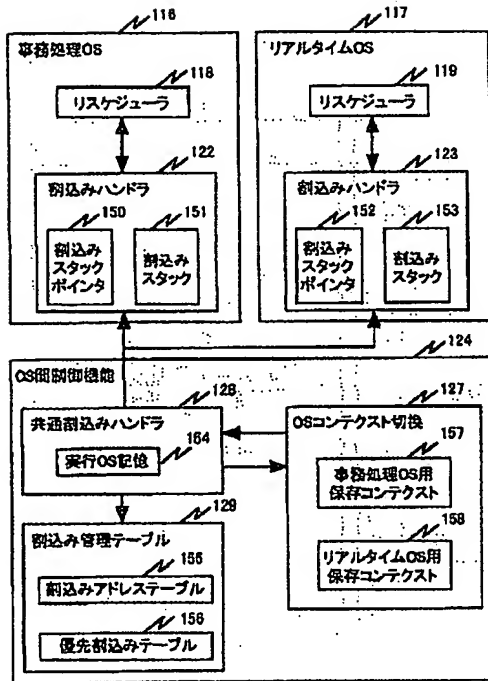 116
事務処理OS
118
リスケジューラ
122
割込みハンドラ
150
割込み
スタック
ポインタ
151
割込み
スタック
117
リアルタイムOS
119
リスケジューラ
123
割込みハンドラ
152
割込み
スタック
ポインタ
153
割込み
スタック
124
OS間制御機能
128
共通割込みハンドラ
164
実行OS記憶
129
割込み管理テーブル
155
割込みアドレステーブル
156
優先割込みテーブル
127
OSコンテクスト切換
157
事務処理OS用
保存コンテクスト
158
リアルタイムOS用
保存コンテクスト